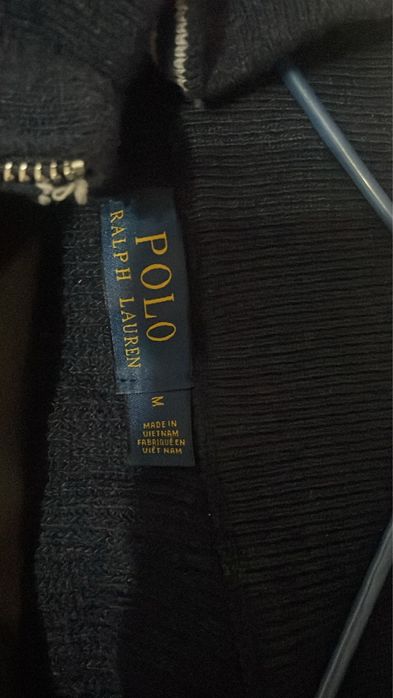 POLO
RALPH LAUREN
M
MADE IN
VIETNAM
FABRIQUÉ EN
VIÊT NAM